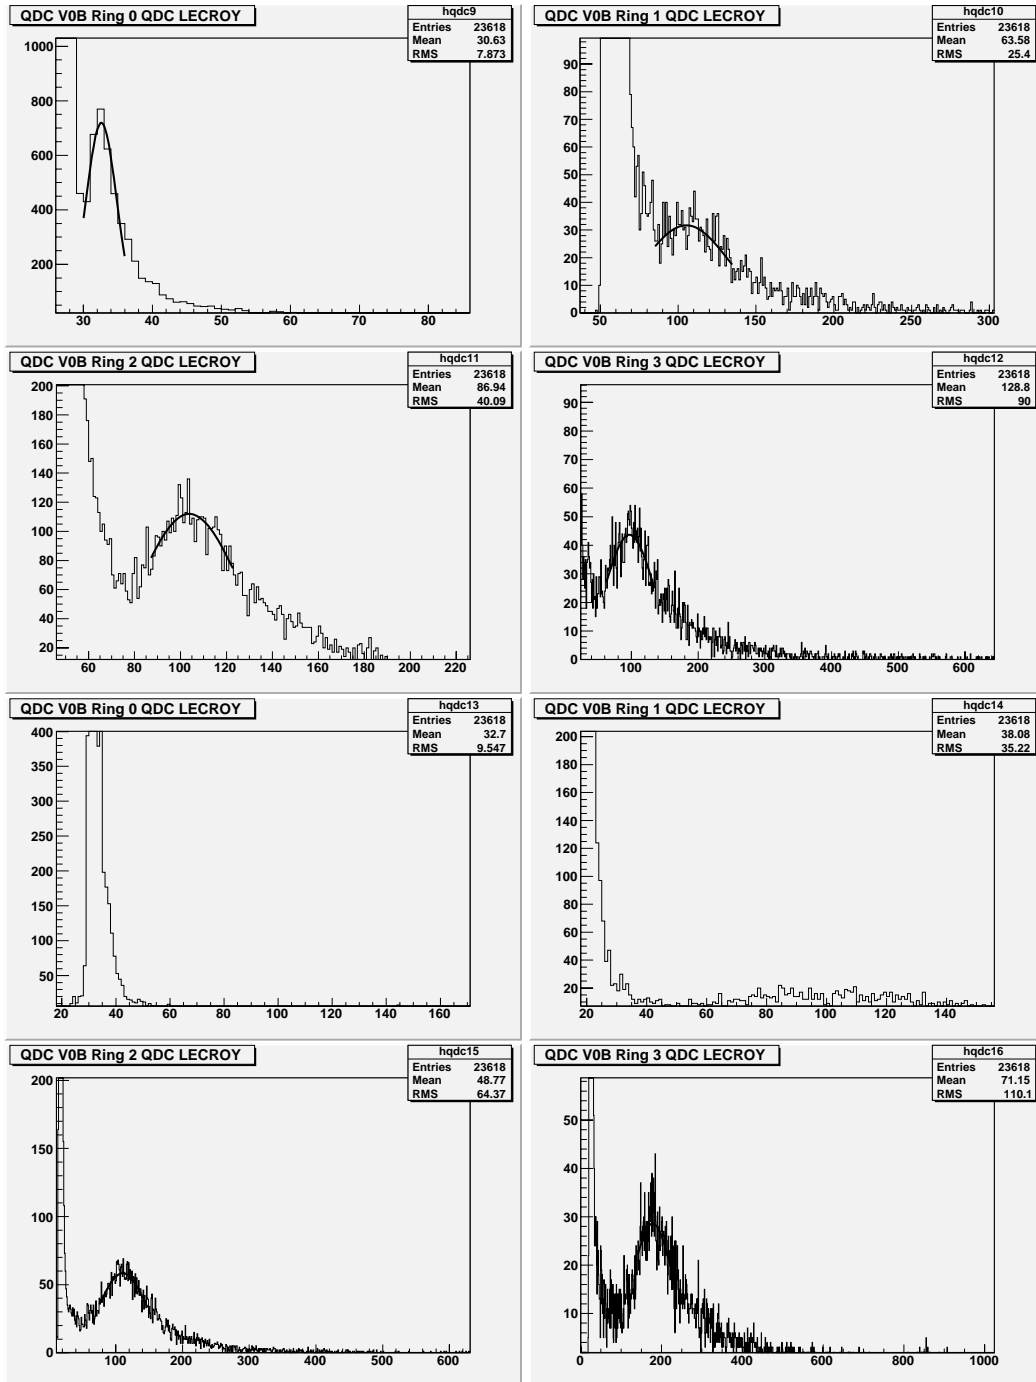 QDC V0B Ring 0 QDC LECROY
hqdc9
Entries 23618
Mean 30.63
RMS 7.873
1000
800
600
400
200
30 40 50 60 70 80
QDC V0B Ring 1 QDC LECROY
hqdc10
Entries 23618
Mean 63.58
RMS 25.4
90
80
70
60
50
40
30
20
10
0
50 100 150 200 250 300
QDC V0B Ring 2 QDC LECROY
hqdc11
Entries 23618
Mean 86.94
RMS 40.09
200
180
160
140
120
100
80
60
40
20
60 80 100 120 140 160 180 200 220
QDC V0B Ring 3 QDC LECROY
hqdc12
Entries 23618
Mean 128.8
RMS 90
90
80
70
60
50
40
30
20
10
0
100 200 300 400 500 600
QDC V0B Ring 0 QDC LECROY
hqdc13
Entries 23618
Mean 32.7
RMS 9.547
400
350
300
250
200
150
100
50
20 40 60 80 100 120 140 160
QDC V0B Ring 1 QDC LECROY
hqdc14
Entries 23618
Mean 38.08
RMS 35.22
200
180
160
140
120
100
80
60
40
20
20 40 60 80 100 120 140
QDC V0B Ring 2 QDC LECROY
hqdc15
Entries 23618
Mean 48.77
RMS 64.37
200
150
100
50
0
100 200 300 400 500 600
QDC V0B Ring 3 QDC LECROY
hqdc16
Entries 23618
Mean 71.15
RMS 110.1
50
40
30
20
10
0 200 400 600 800 1000